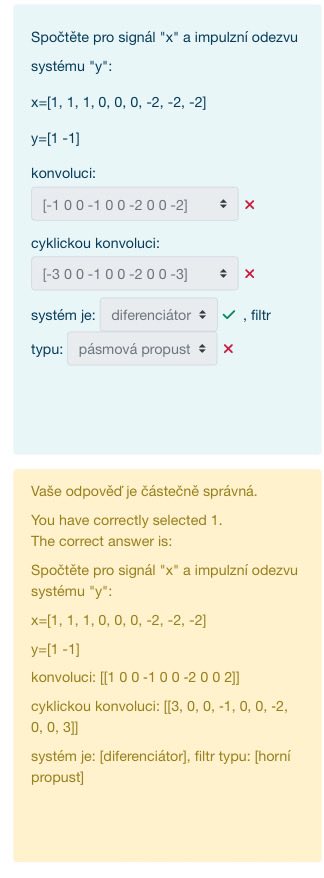 Spočtěte pro signál "x" a impulzní odezvu
systému "y":
x=[1, 1, 1, 0, 0, 0, -2, -2, -2]
y=[1 -1]
konvoluci:
[-1 0 0 -1 0 0 -2 0 0 -2]
cyklickou konvoluci:
[-3 0 0 -1 0 0 -2 0 0 -3]
systém je: diferenciátor , filtr
typu: pásmová propust
Vaše odpověď je částečně správná.
You have correctly selected 1.
The correct answer is:
Spočtěte pro signál "x" a impulzní odezvu
systému "y":
x=[1, 1, 1, 0, 0, 0, -2, -2, -2]
y=[1 -1]
konvoluci: [[1 0 0 -1 0 0 -2 0 0 2]]
cyklickou konvoluci: [[3, 0, 0, -1, 0, 0, -2,
0, 0, 3]]
systém je: [diferenciátor], filtr typu: [horní
propust]